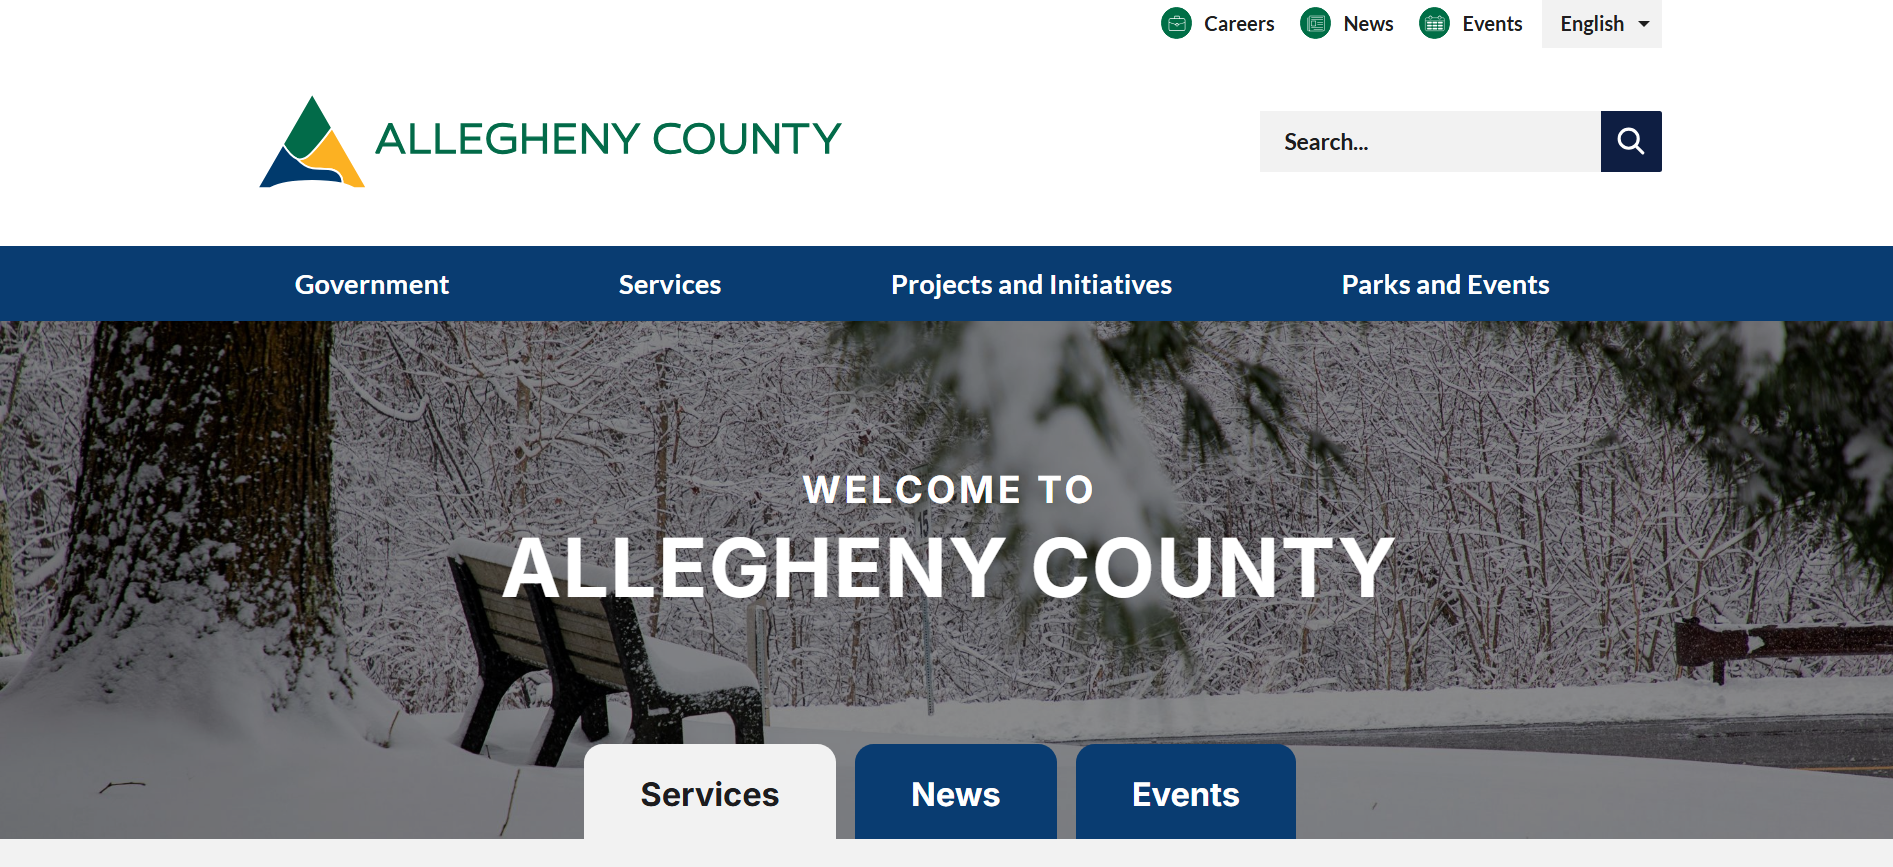 Careers
News
Events
English
ALLEGHENY COUNTY
Search...
Government
Services
Projects and Initiatives
Parks and Events
WELCOME TO
ALLEGHENY COUNTY
Services
News
Events